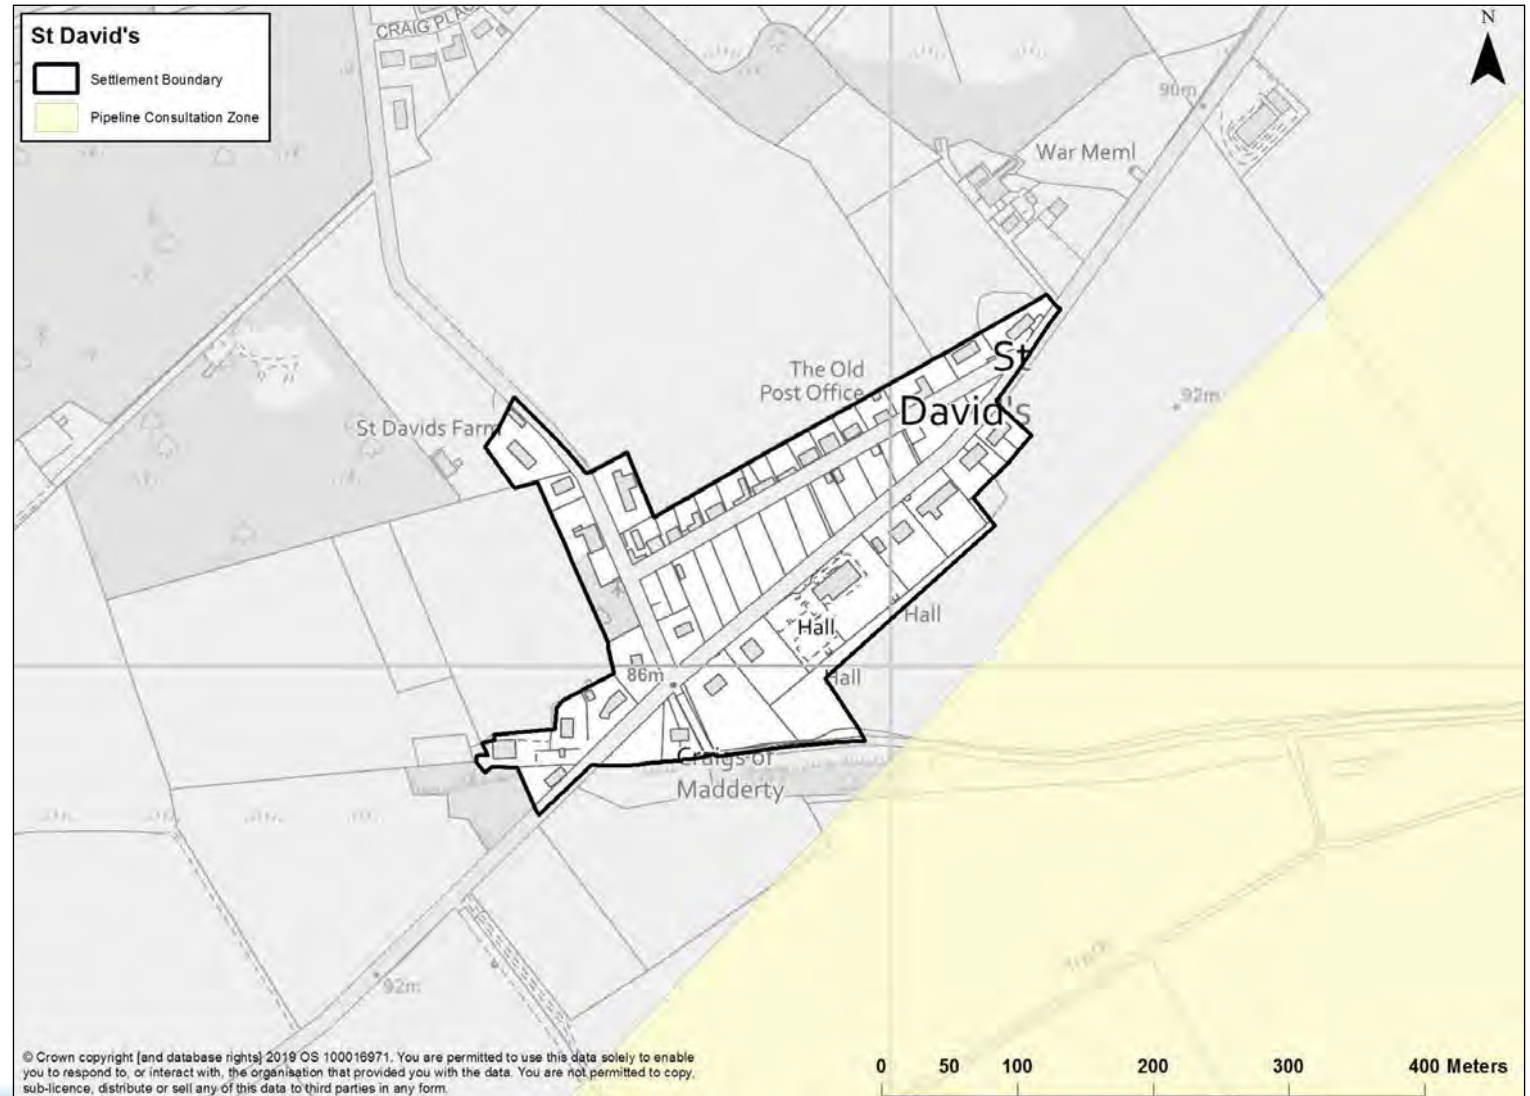 St David's
Settlement Boundary
Pipeline Consultation Zone
CRAIG PLAC
N
90m
War Meml
The Old
Post Office
St
David's
92m
St Davids Farm
Hall
Hall
Hall
86m
Craigs of
Madderty
Track
92m
© Crown copyright [and database rights] 2019 OS 100016971. You are permitted to use this data solely to enable
you to respond to, or interact with, the organisation that provided you with the data. You are not permitted to copy,
sub-licence, distribute or sell any of this data to third parties in any form.
0 50 100 200 300 400 Meters